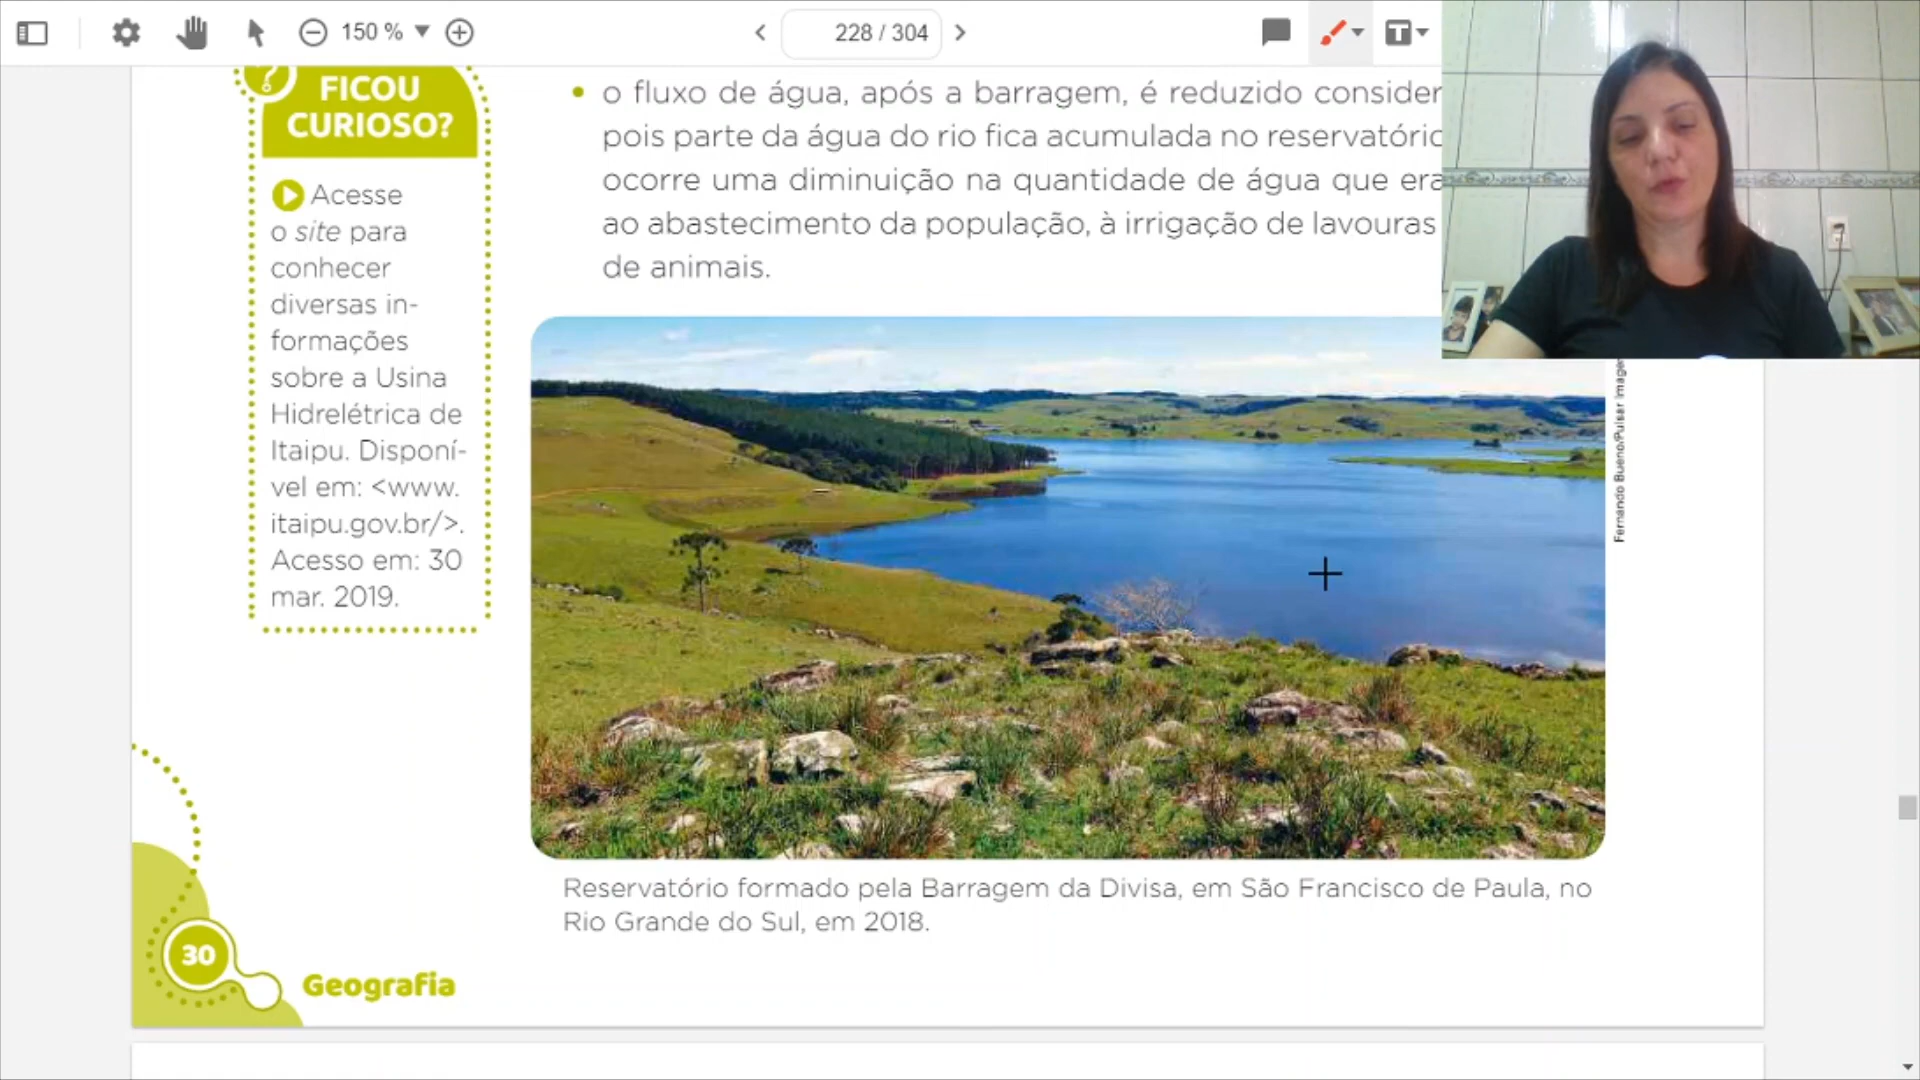 150 %
228 / 304
FICOU
CURIOSO?
Acesse
o site para
conhecer
diversas in-
formações
sobre a Usina
Hidrelétrica de
Itaipu. Disponí-
vel em: <www.
itaipu.gov.br/>.
Acesso em: 30
mar. 2019.
o fluxo de água, após a barragem, é reduzido consider
pois parte da água do rio fica acumulada no reservatóric
ocorre uma diminuição na quantidade de água que era
ao abastecimento da população, à irrigação de lavouras
de animais.
Fernando Bueno/Pulsar Imagen
Reservatório formado pela Barragem da Divisa, em São Francisco de Paula, no
Rio Grande do Sul, em 2018.
30
Geografia